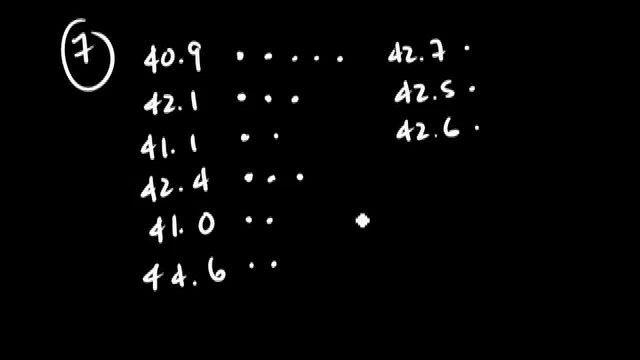 7 40.9 . . . . . 42.7 .
42.1 . . . 42.5 .
41.1 . . 42.6 .
42.4 . . .
41.0 . .
44.6 . .